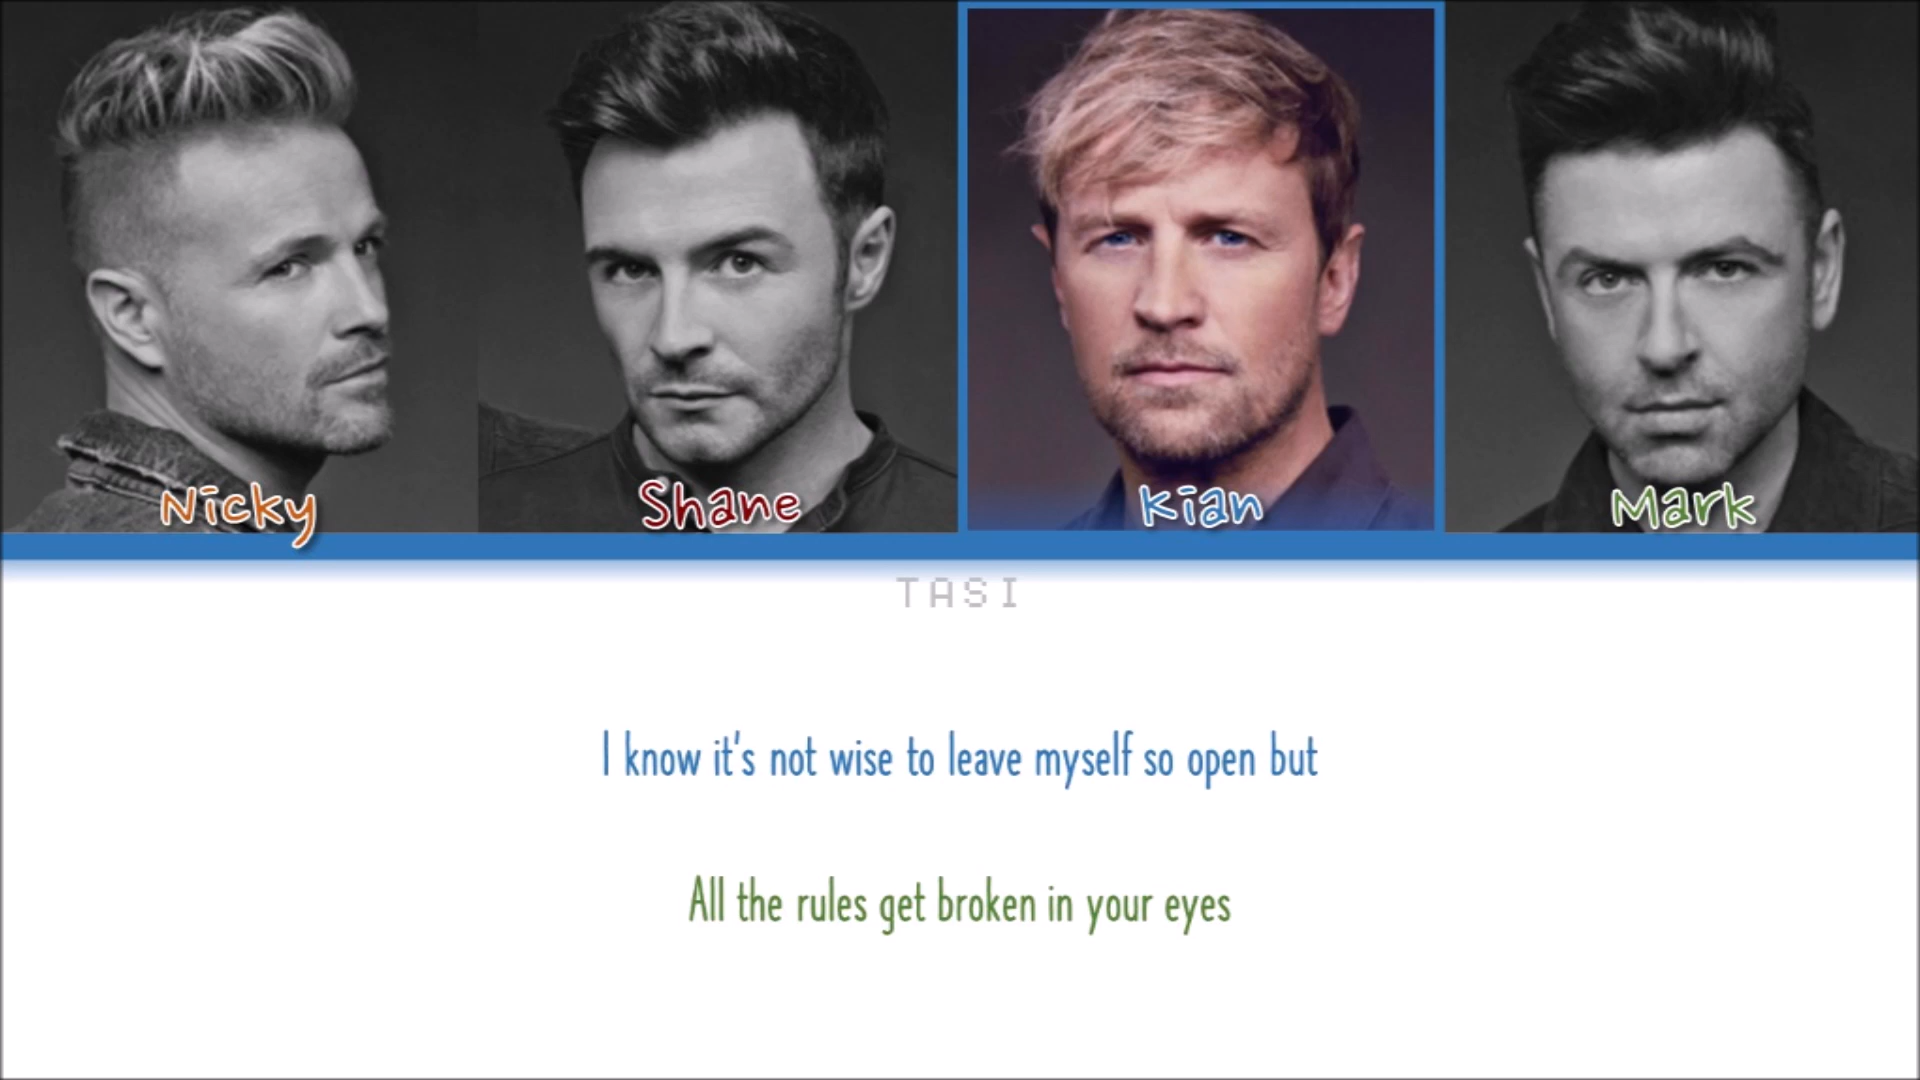 Nicky Shane Kian Mark
TASI
I know it's not wise to leave myself so open but
All the rules get broken in your eyes